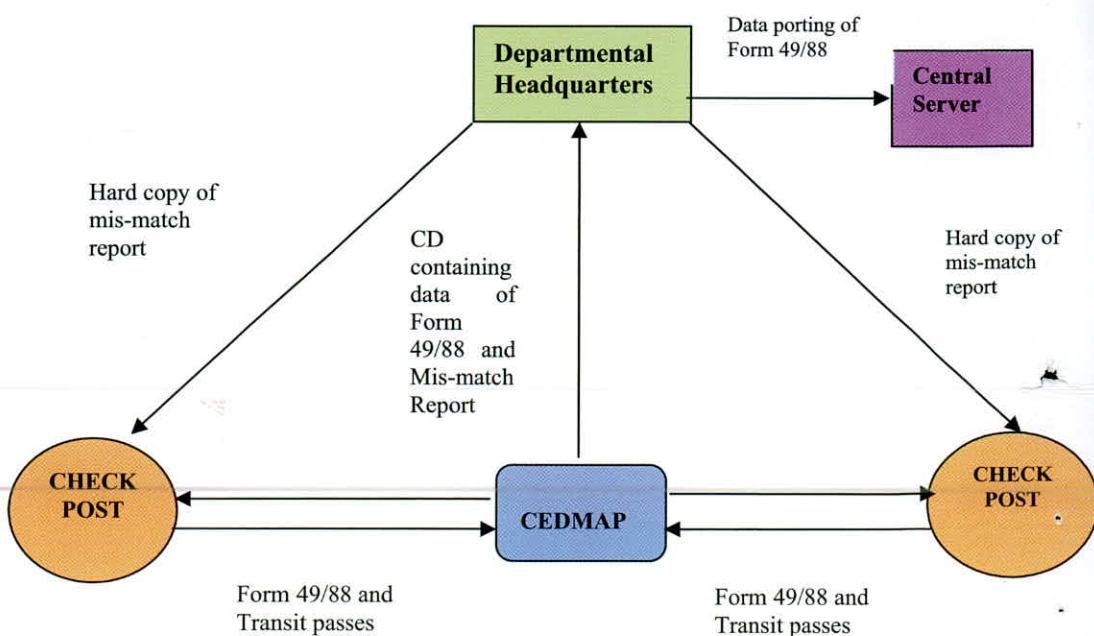 Data porting of
Form 49/88
Departmental
Headquarters
Central
Server
Hard copy of
mis-match
report
CD
containing
data of
Form
49/88 and
Mis-match
Report
Hard copy of
mis-match
report
CHECK
POST
CEDMAP
CHECK
POST
Form 49/88 and
Transit passes
Form 49/88 and
Transit passes